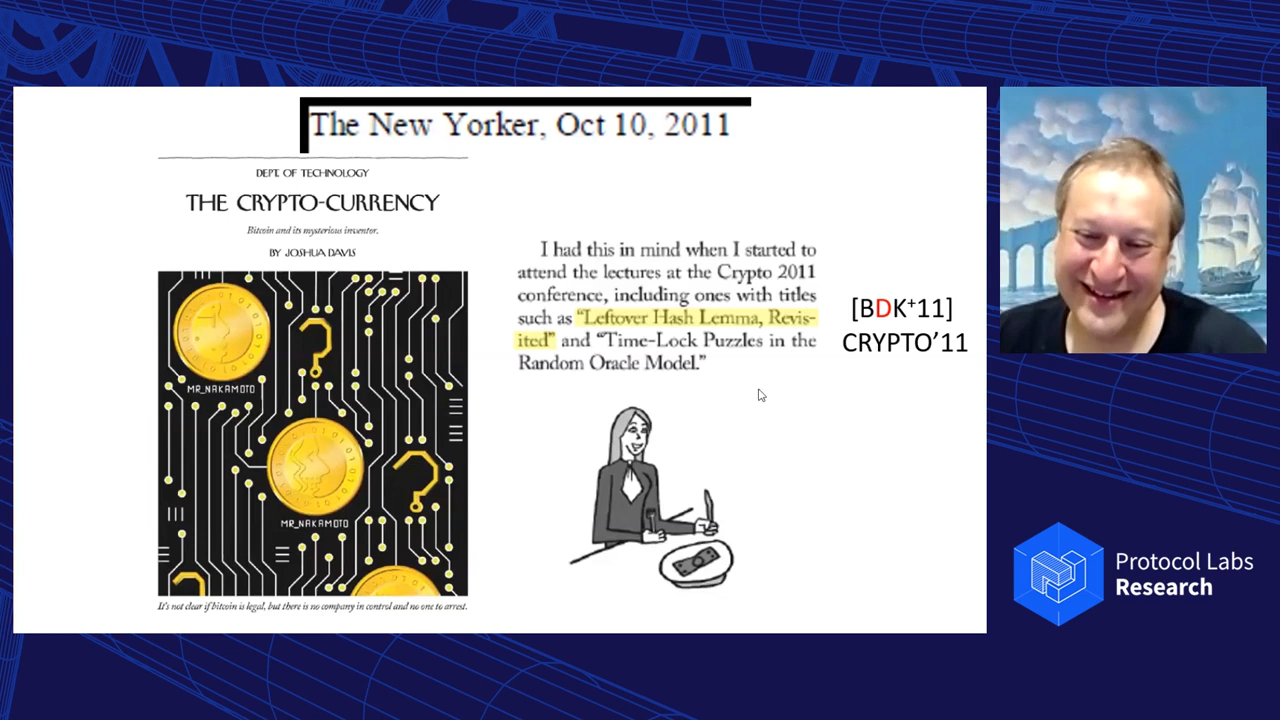 The New Yorker, Oct 10, 2011
DEPT. OF TECHNOLOGY
THE CRYPTO-CURRENCY
Bitcoin and its mysterious inventor.
BY JOSHUA DAVIS
MR_NAKAMOTO
MR_NAKAMOTO
It's not clear if bitcoin is legal, but there is no company in control and no one to arrest.
I had this in mind when I started to
attend the lectures at the Crypto 2011
conference, including ones with titles
such as “Leftover Hash Lemma, Revis-
ited” and “Time-Lock Puzzles in the
Random Oracle Model.”
[BDK⁺11]
CRYPTO’11
Protocol Labs
Research